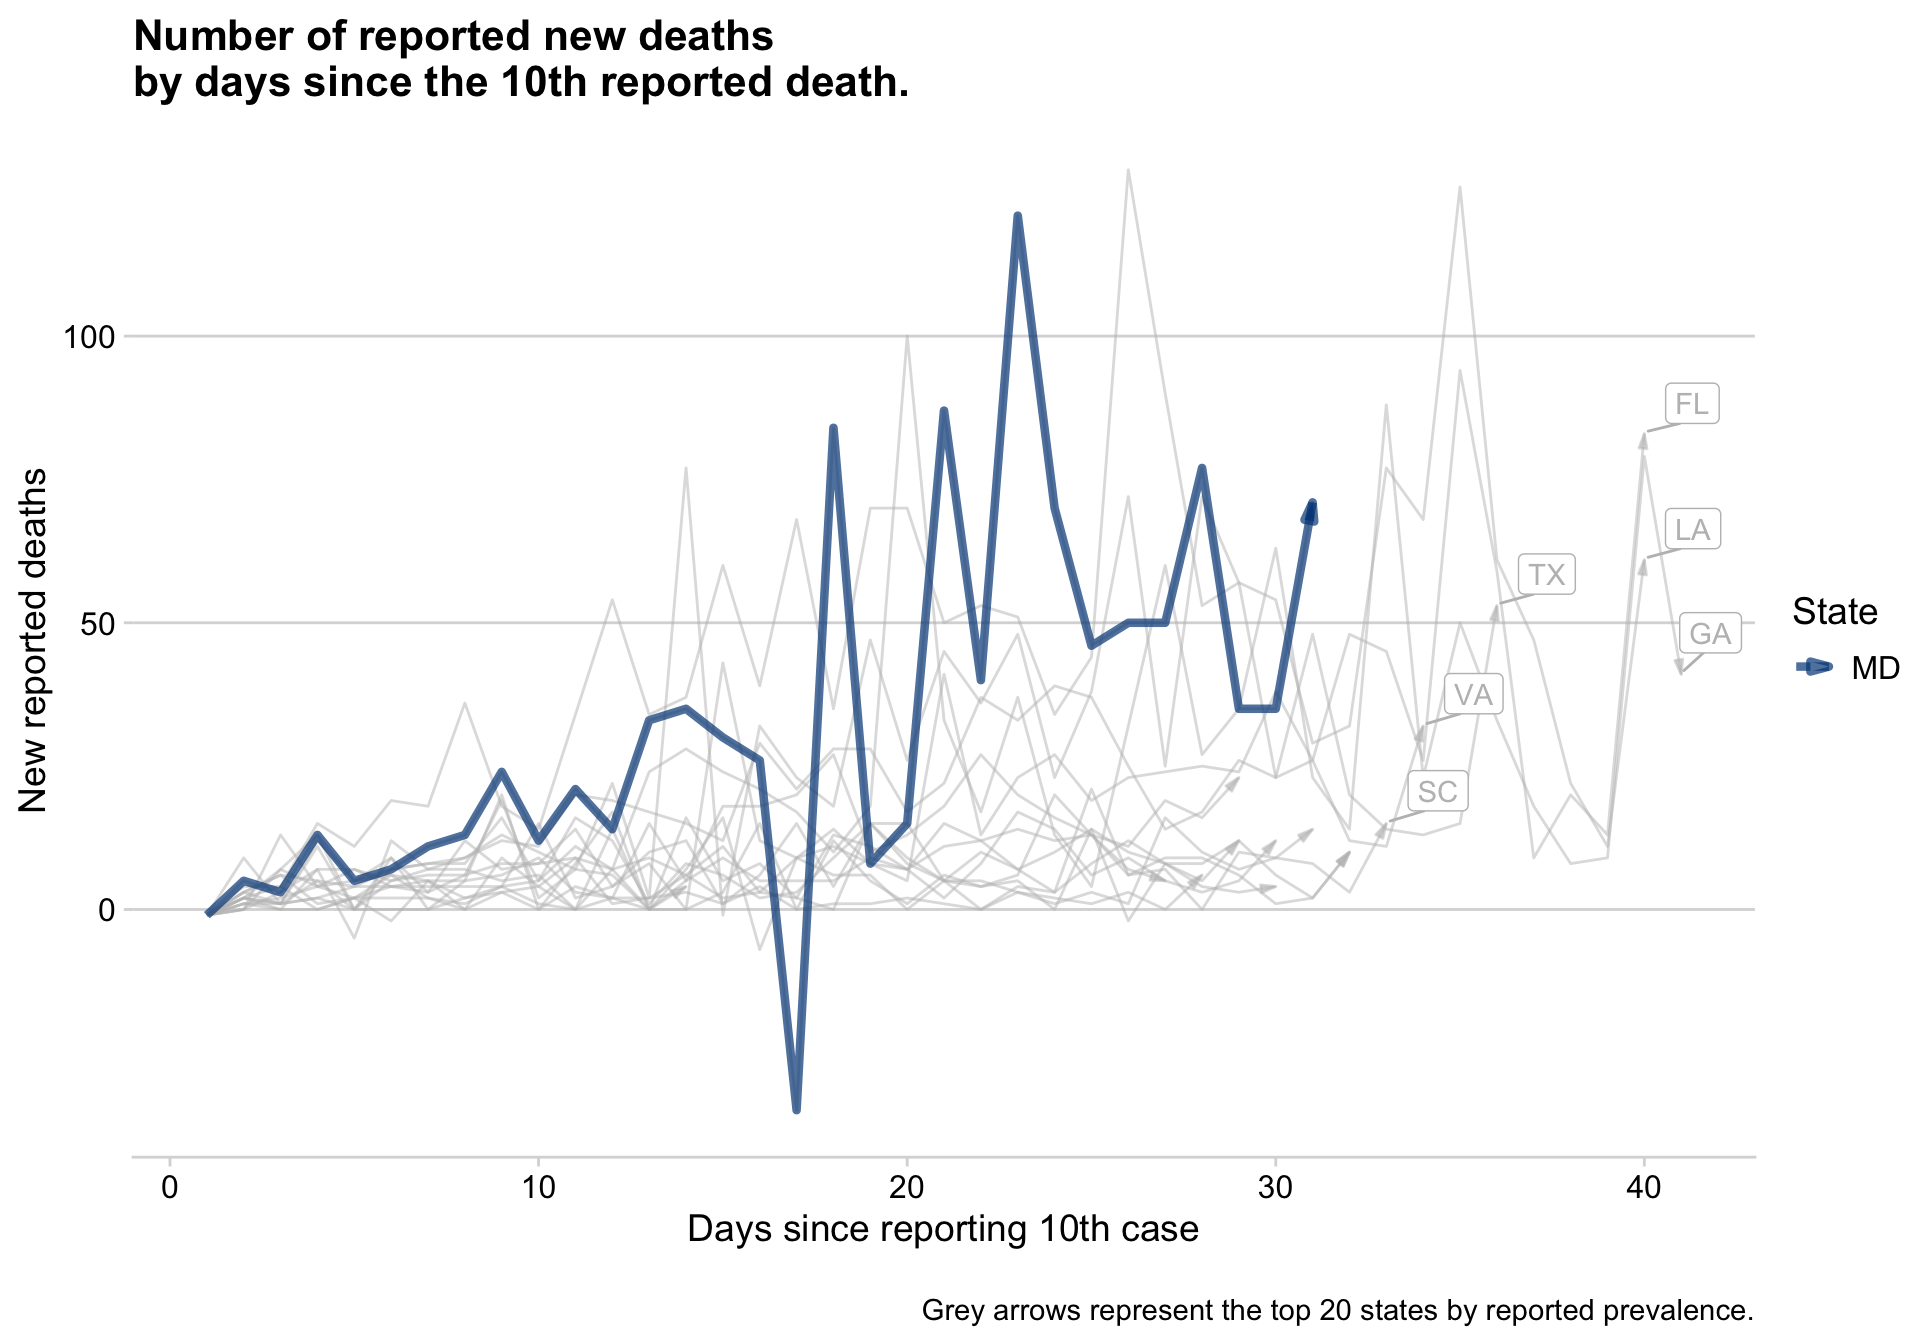 Number of reported new deaths
by days since the 10th reported death.
New reported deaths
100
50
0
FL
LA
TX
GA
VA
SC
State
MD
0 10 20 30 40
Days since reporting 10th case
Grey arrows represent the top 20 states by reported prevalence.